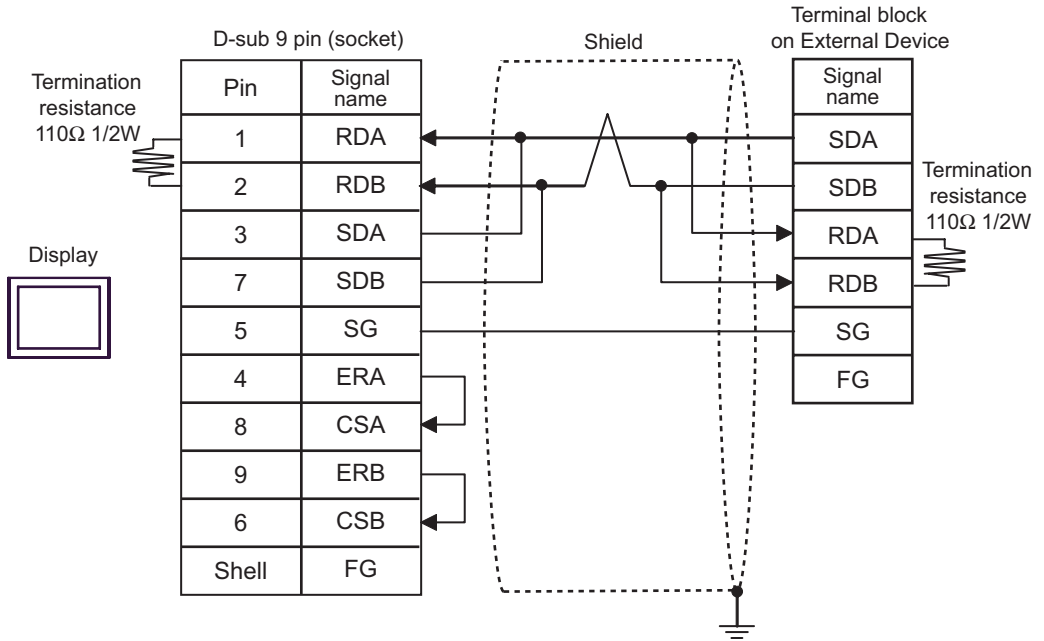 Terminal block
on External Device
D-sub 9 pin (socket)
Shield
Termination
resistance
110Ω 1/2W
Pin
Signal
name
1
RDA
2
RDB
3
SDA
7
SDB
5
SG
4
ERA
8
CSA
9
ERB
6
CSB
Shell
FG
Display
Signal
name
SDA
SDB
RDA
RDB
SG
FG
Termination
resistance
110Ω 1/2W